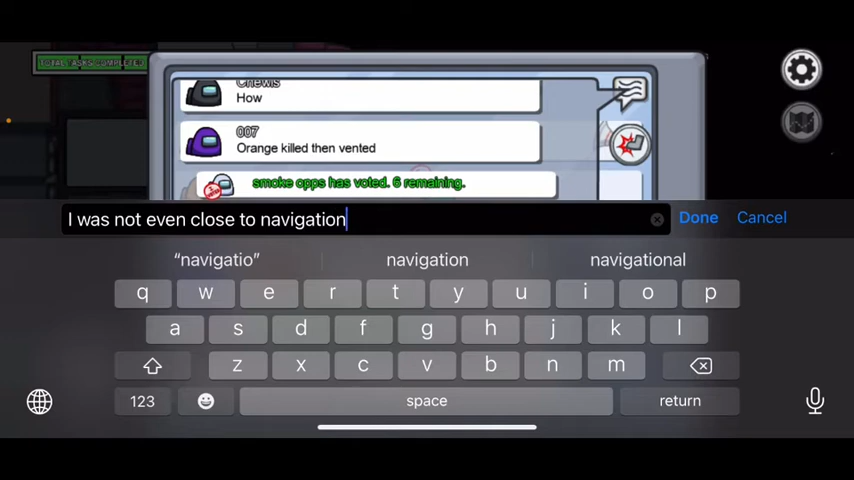 TOTAL TASKS COMPLETED
Chewis
How
007
Orange killed then vented
smoke opps has voted. 6 remaining.
I was not even close to navigation
Done
Cancel
“navigatio”
navigation
navigational
q w e r t y u i o p
a s d f g h j k l
z x c v b n m
123
space
return